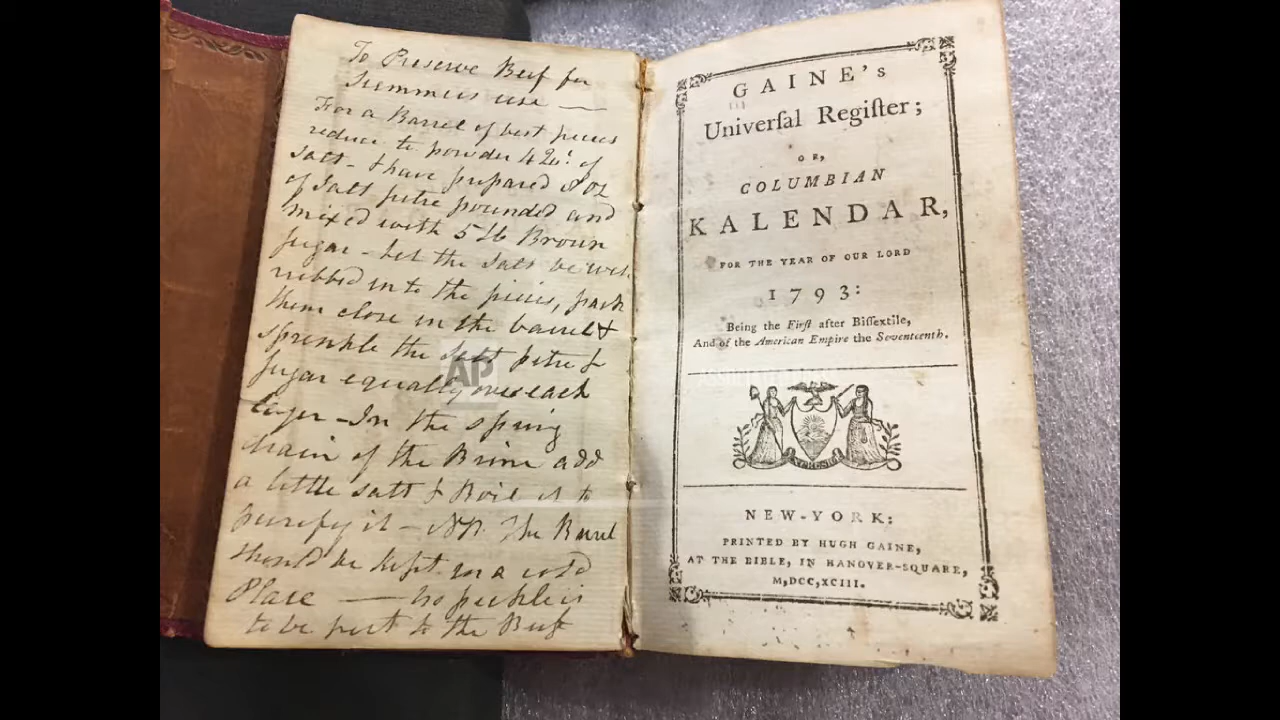 To Preserve Beef for
Summers use —
For a Barrel of best pieces
reduce to powder 4 of
Salt - & have prepared 8 oz
of Salt petre pounded and
mixed with 5 lb Brown
sugar - let the Salt be well
rubbed into the pieces, pack
them close in the barrel &
sprenkle the Salt petre &
sugar equally over each
layer - In the spring
drain of the Brine add
a little salt & Boil it to
purify it - NB. The Barrel
should be kept in a cold
Place — no pickle is
to be put to the Beef
AP
GAINE's
Univerſal Regiſter;
OR,
COLUMBIAN
KALENDAR,
FOR THE YEAR OF OUR LORD
1793:
Being the Firſt after Biſſextile,
And of the American Empire the Seventeenth.
ASSOCIATED PRESS
NEW-YORK:
PRINTED BY HUGH GAINE,
AT THE BIBLE, IN HANOVER-SQUARE,
M,DCC,XCIII.